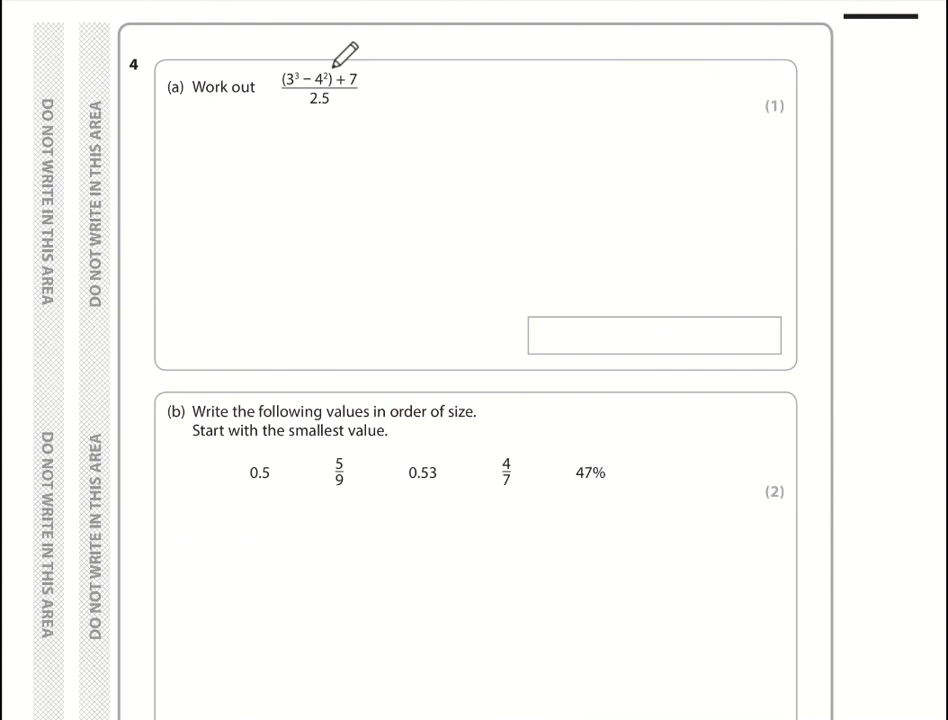 4
(a) Work out (3³ – 4²) + 7
2.5
(1)
(b) Write the following values in order of size.
Start with the smallest value.
0.5 5/9 0.53 4/7 47%
(2)
DO NOT WRITE IN THIS AREA
DO NOT WRITE IN THIS AREA
DO NOT WRITE IN THIS AREA
DO NOT WRITE IN THIS AREA